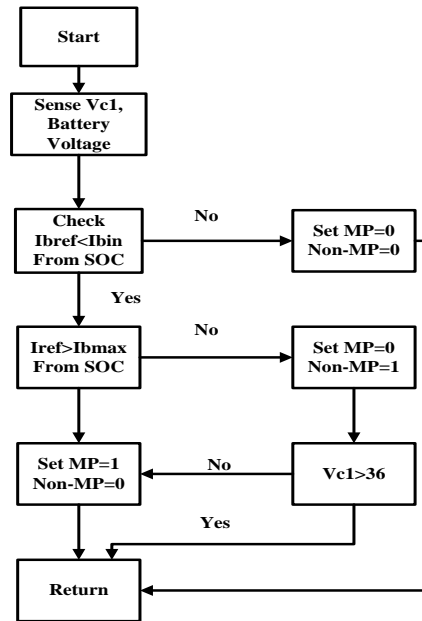 Start
Sense Vc1,
Battery
Voltage
Check
Ibref<Ibin
From SOC
No
Set MP=0
Non-MP=0
Yes
Iref>Ibmax
From SOC
No
Set MP=0
Non-MP=1
Set MP=1
Non-MP=0
No
Vc1>36
Yes
Return